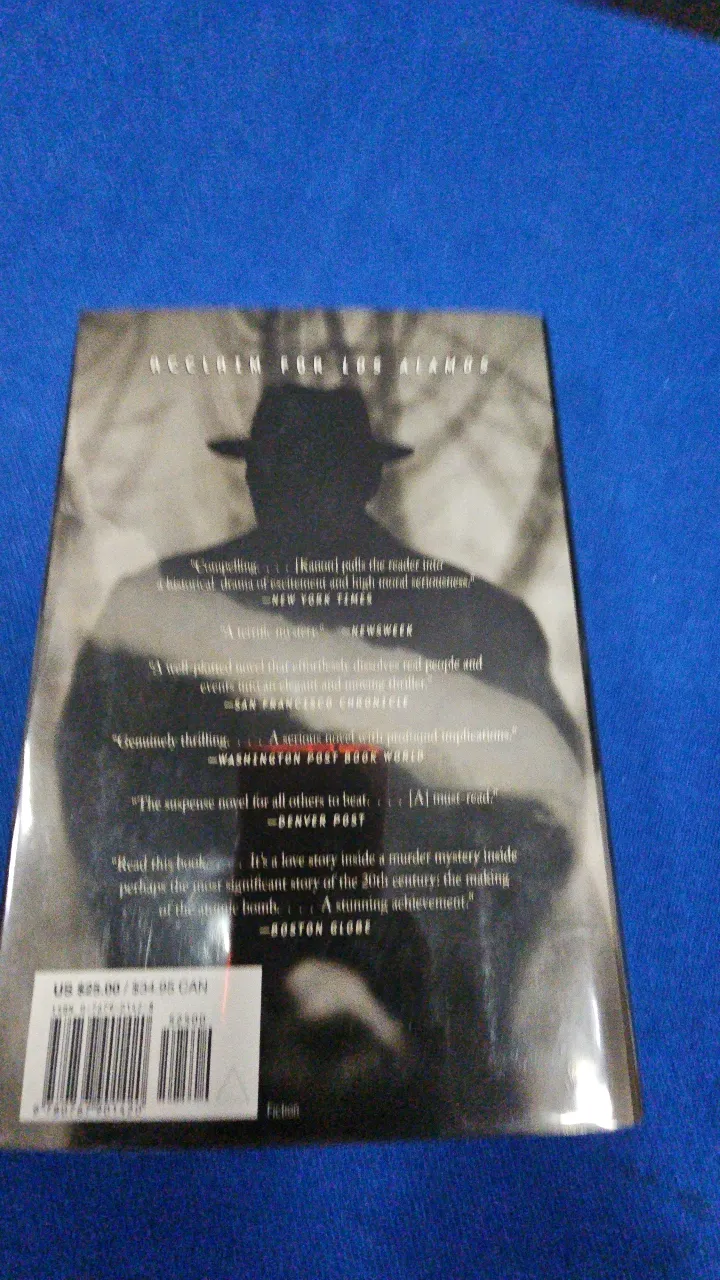 ACCLAIM FOR LOS ALAMOS
"Compelling. . . . [Kanon] pulls the reader into
a historical drama of excitement and high moral seriousness."
—NEW YORK TIMES
"A terrific mystery." —NEWSWEEK
"A well-plotted novel that effortlessly dissolves real people and
events into an elegant and moving thriller."
—SAN FRANCISCO CHRONICLE
"Genuinely thrilling. . . . A serious novel with profound implications."
—WASHINGTON POST BOOK WORLD
"The suspense novel for all others to beat. . . . [A] must-read."
—DENVER POST
"Read this book. . . . It's a love story inside a murder mystery inside
perhaps the most significant story of the 20th century: the making
of the atomic bomb. . . . A stunning achievement."
—BOSTON GLOBE
US $25.00 / $34.95 CAN
ISBN
52500
Fiction